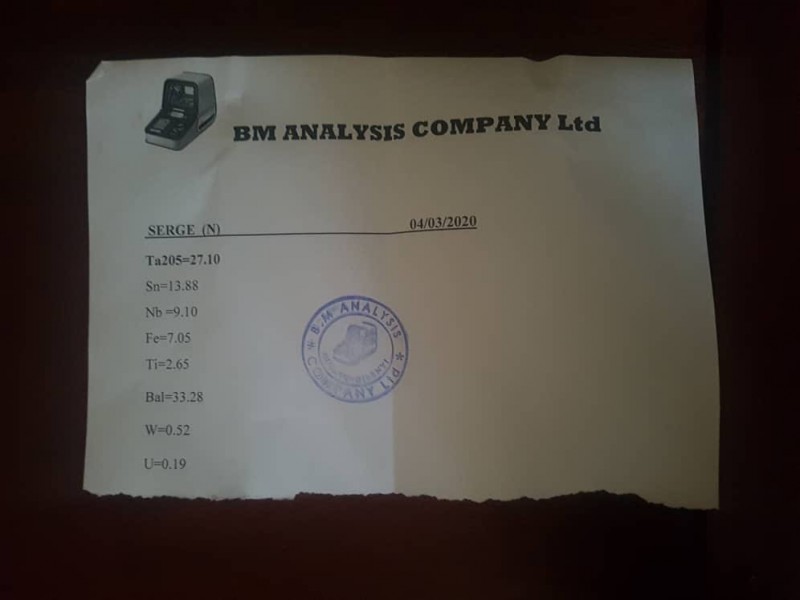 BM ANALYSIS COMPANY Ltd
SERGE (N) 04/03/2020
Ta205=27.10
Sn=13.88
Nb =9.10
Fe=7.05
Ti=2.65
Bal=33.28
W=0.52
U=0.19
B.M ANALYSIS
COMPANY Ltd